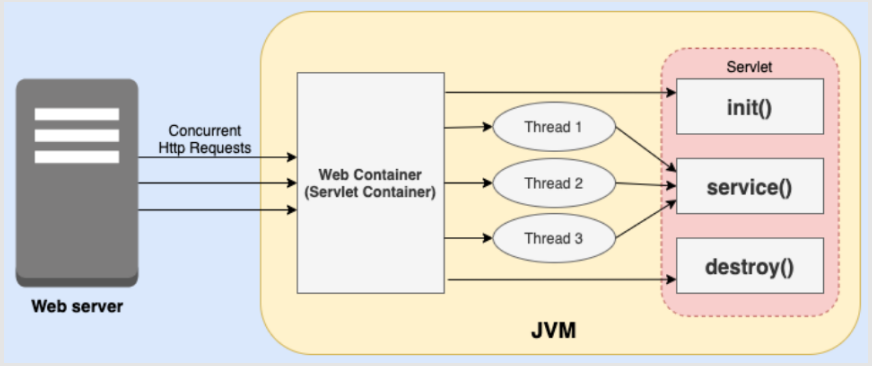 Servlet
init()
Concurrent
Http Requests
Thread 1
Web Container
(Servlet Container)
Thread 2
service()
Thread 3
destroy()
Web server
JVM